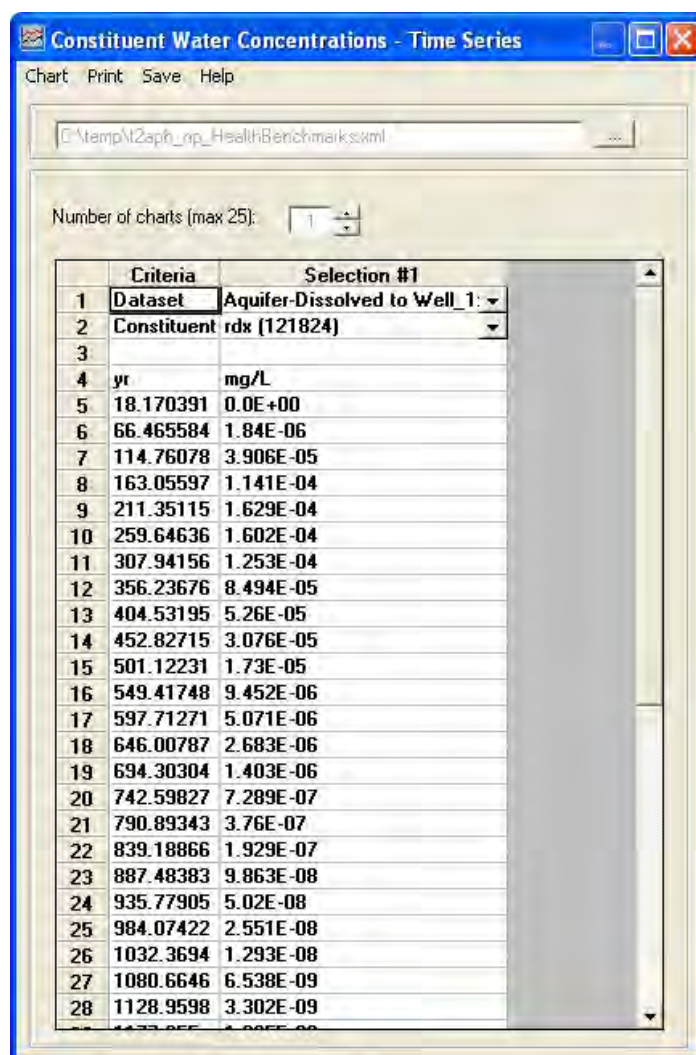 Constituent Water Concentrations - Time Series
Chart Print Save Help
C:\temp\t2aph_np_HealthBenchmarks.xml ...
Number of charts (max 25): 1
Criteria Selection #1
1 Dataset Aquifer-Dissolved to Well_1:
2 Constituent rdx (121824)
3
4 yr mg/L
5 18.170391 0.0E+00
6 66.465584 1.84E-06
7 114.76078 3.906E-05
8 163.05597 1.141E-04
9 211.35115 1.629E-04
10 259.64636 1.602E-04
11 307.94156 1.253E-04
12 356.23676 8.494E-05
13 404.53195 5.26E-05
14 452.82715 3.076E-05
15 501.12231 1.73E-05
16 549.41748 9.452E-06
17 597.71271 5.071E-06
18 646.00787 2.683E-06
19 694.30304 1.403E-06
20 742.59827 7.289E-07
21 790.89343 3.76E-07
22 839.18866 1.929E-07
23 887.48383 9.863E-08
24 935.77905 5.02E-08
25 984.07422 2.551E-08
26 1032.3694 1.293E-08
27 1080.6646 6.538E-09
28 1128.9598 3.302E-09